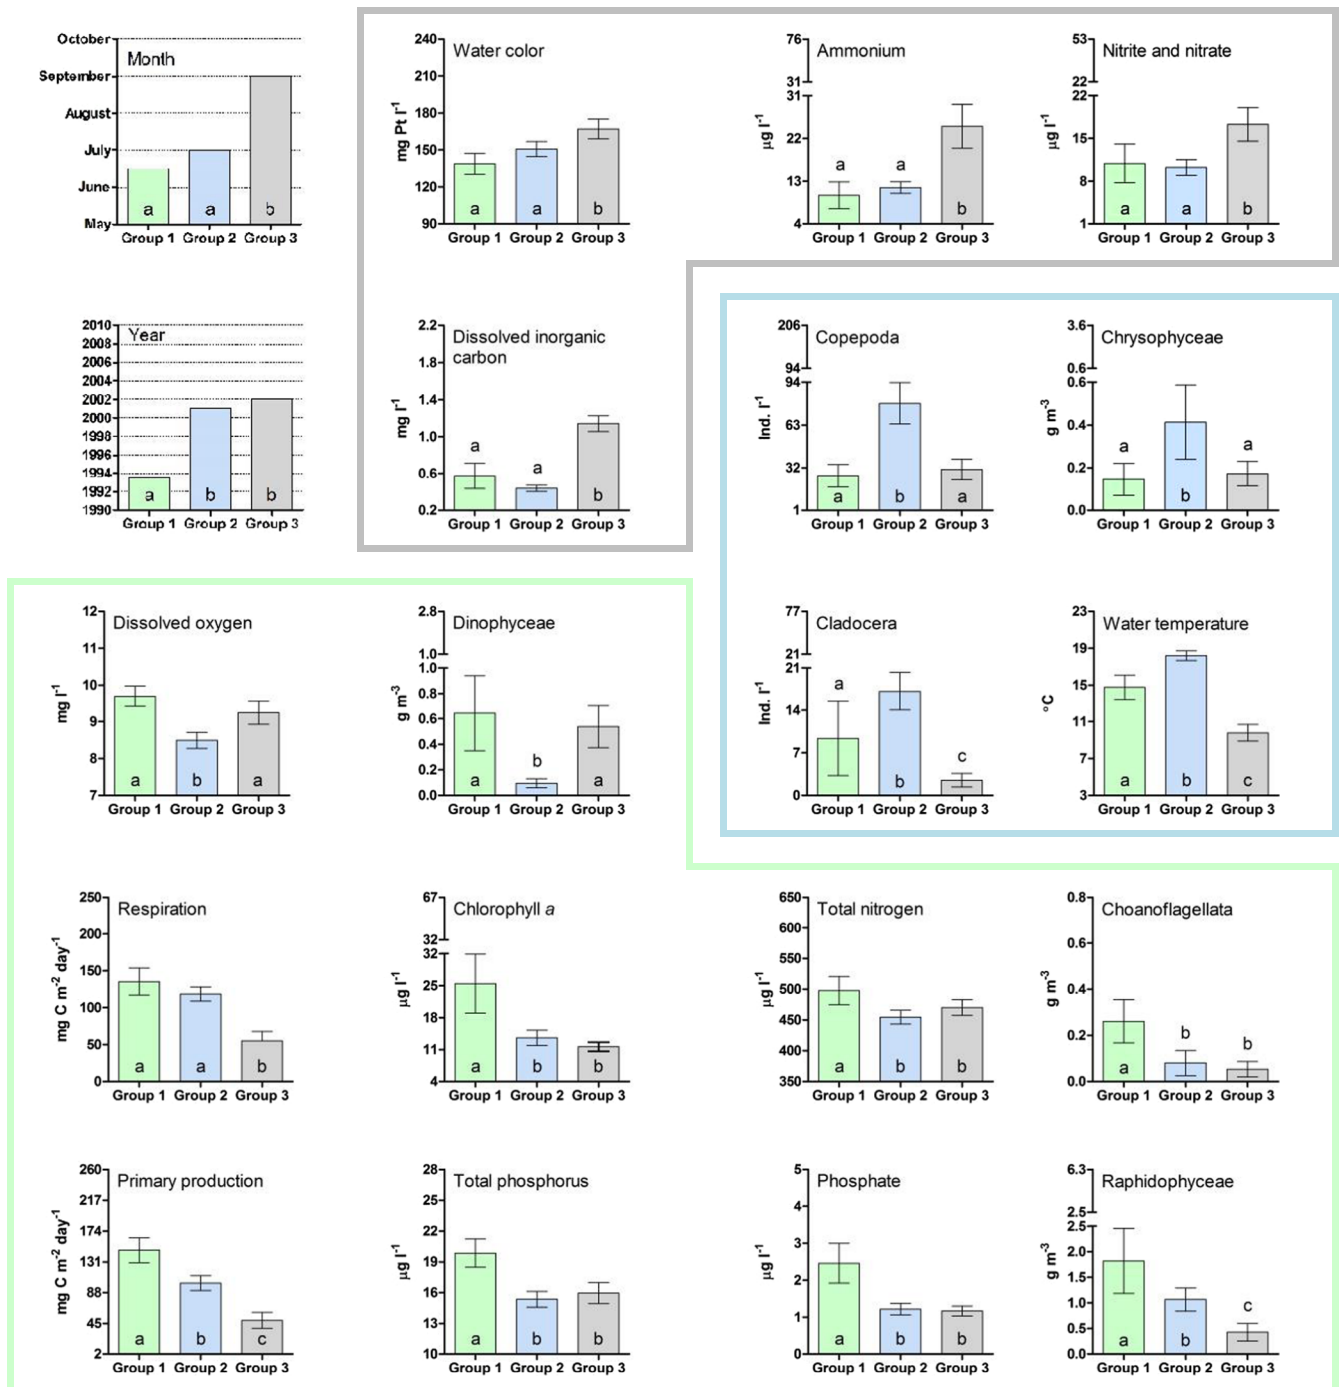 Month
October
September
August
July
June
May
a
a
b
Group 1 Group 2 Group 3
Water color
mg Pt l-1
240
210
180
150
120
90
a
a
b
Group 1 Group 2 Group 3
Ammonium
µg l-1
76
31
31
22
13
4
a
a
b
Group 1 Group 2 Group 3
Nitrite and nitrate
µg l-1
53
22
22
15
8
1
a
a
b
Group 1 Group 2 Group 3
Year
2010
2008
2006
2004
2002
2000
1998
1996
1994
1992
1990
a
b
b
Group 1 Group 2 Group 3
Dissolved inorganic
carbon
mg l-1
2.2
1.8
1.4
1.0
0.6
0.2
a
a
b
Group 1 Group 2 Group 3
Copepoda
Ind. l-1
206
94
94
63
32
1
a
b
a
Group 1 Group 2 Group 3
Chrysophyceae
g m-3
3.6
0.6
0.6
0.4
0.2
0.0
a
b
a
Group 1 Group 2 Group 3
Dissolved oxygen
mg l-1
12
11
10
9
8
7
a
b
a
Group 1 Group 2 Group 3
Dinophyceae
g m-3
2.8
1.0
1.0
0.8
0.6
0.4
0.2
0.0
a
b
a
Group 1 Group 2 Group 3
Cladocera
Ind. l-1
77
21
21
14
7
0
a
b
c
Group 1 Group 2 Group 3
Water temperature
°C
23
19
15
11
7
3
a
b
c
Group 1 Group 2 Group 3
Respiration
mg C m-2 day-1
250
200
150
100
50
0
a
a
b
Group 1 Group 2 Group 3
Chlorophyll a
µg l-1
67
32
32
25
18
11
4
a
b
b
Group 1 Group 2 Group 3
Total nitrogen
µg l-1
650
600
550
500
450
400
350
a
b
b
Group 1 Group 2 Group 3
Choanoflagellata
g m-3
0.8
0.6
0.4
0.2
0.0
a
b
b
Group 1 Group 2 Group 3
Primary production
mg C m-2 day-1
260
217
174
131
88
45
2
a
b
c
Group 1 Group 2 Group 3
Total phosphorus
µg l-1
28
25
22
19
16
13
10
a
b
b
Group 1 Group 2 Group 3
Phosphate
µg l-1
5
4
3
2
1
0
a
b
b
Group 1 Group 2 Group 3
Raphidophyceae
g m-3
6.3
2.5
2.5
2.0
1.5
1.0
0.5
0.0
a
b
c
Group 1 Group 2 Group 3